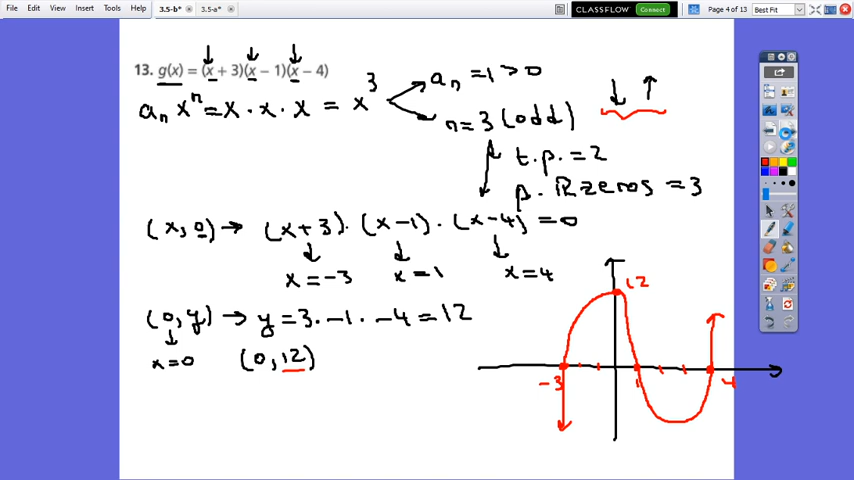 File Edit View Insert Tools Help
3.5-b* 3.5-a*
CLASSFLOW
Page 4 of 13 Best Fit
13. g(x) = (x + 3)(x − 1)(x − 4)
aₙxⁿ = x · x · x = x³
aₙ = 1 > 0
n = 3 (odd)
t.p. = 2
p. ℝ zeros = 3
(x, 0) → (x+3) · (x−1) · (x−4) = 0
x = −3 x = 1 x = 4
(0, y) → y = 3 · −1 · −4 = 12
x = 0 (0, 12)
12
−3 1 4